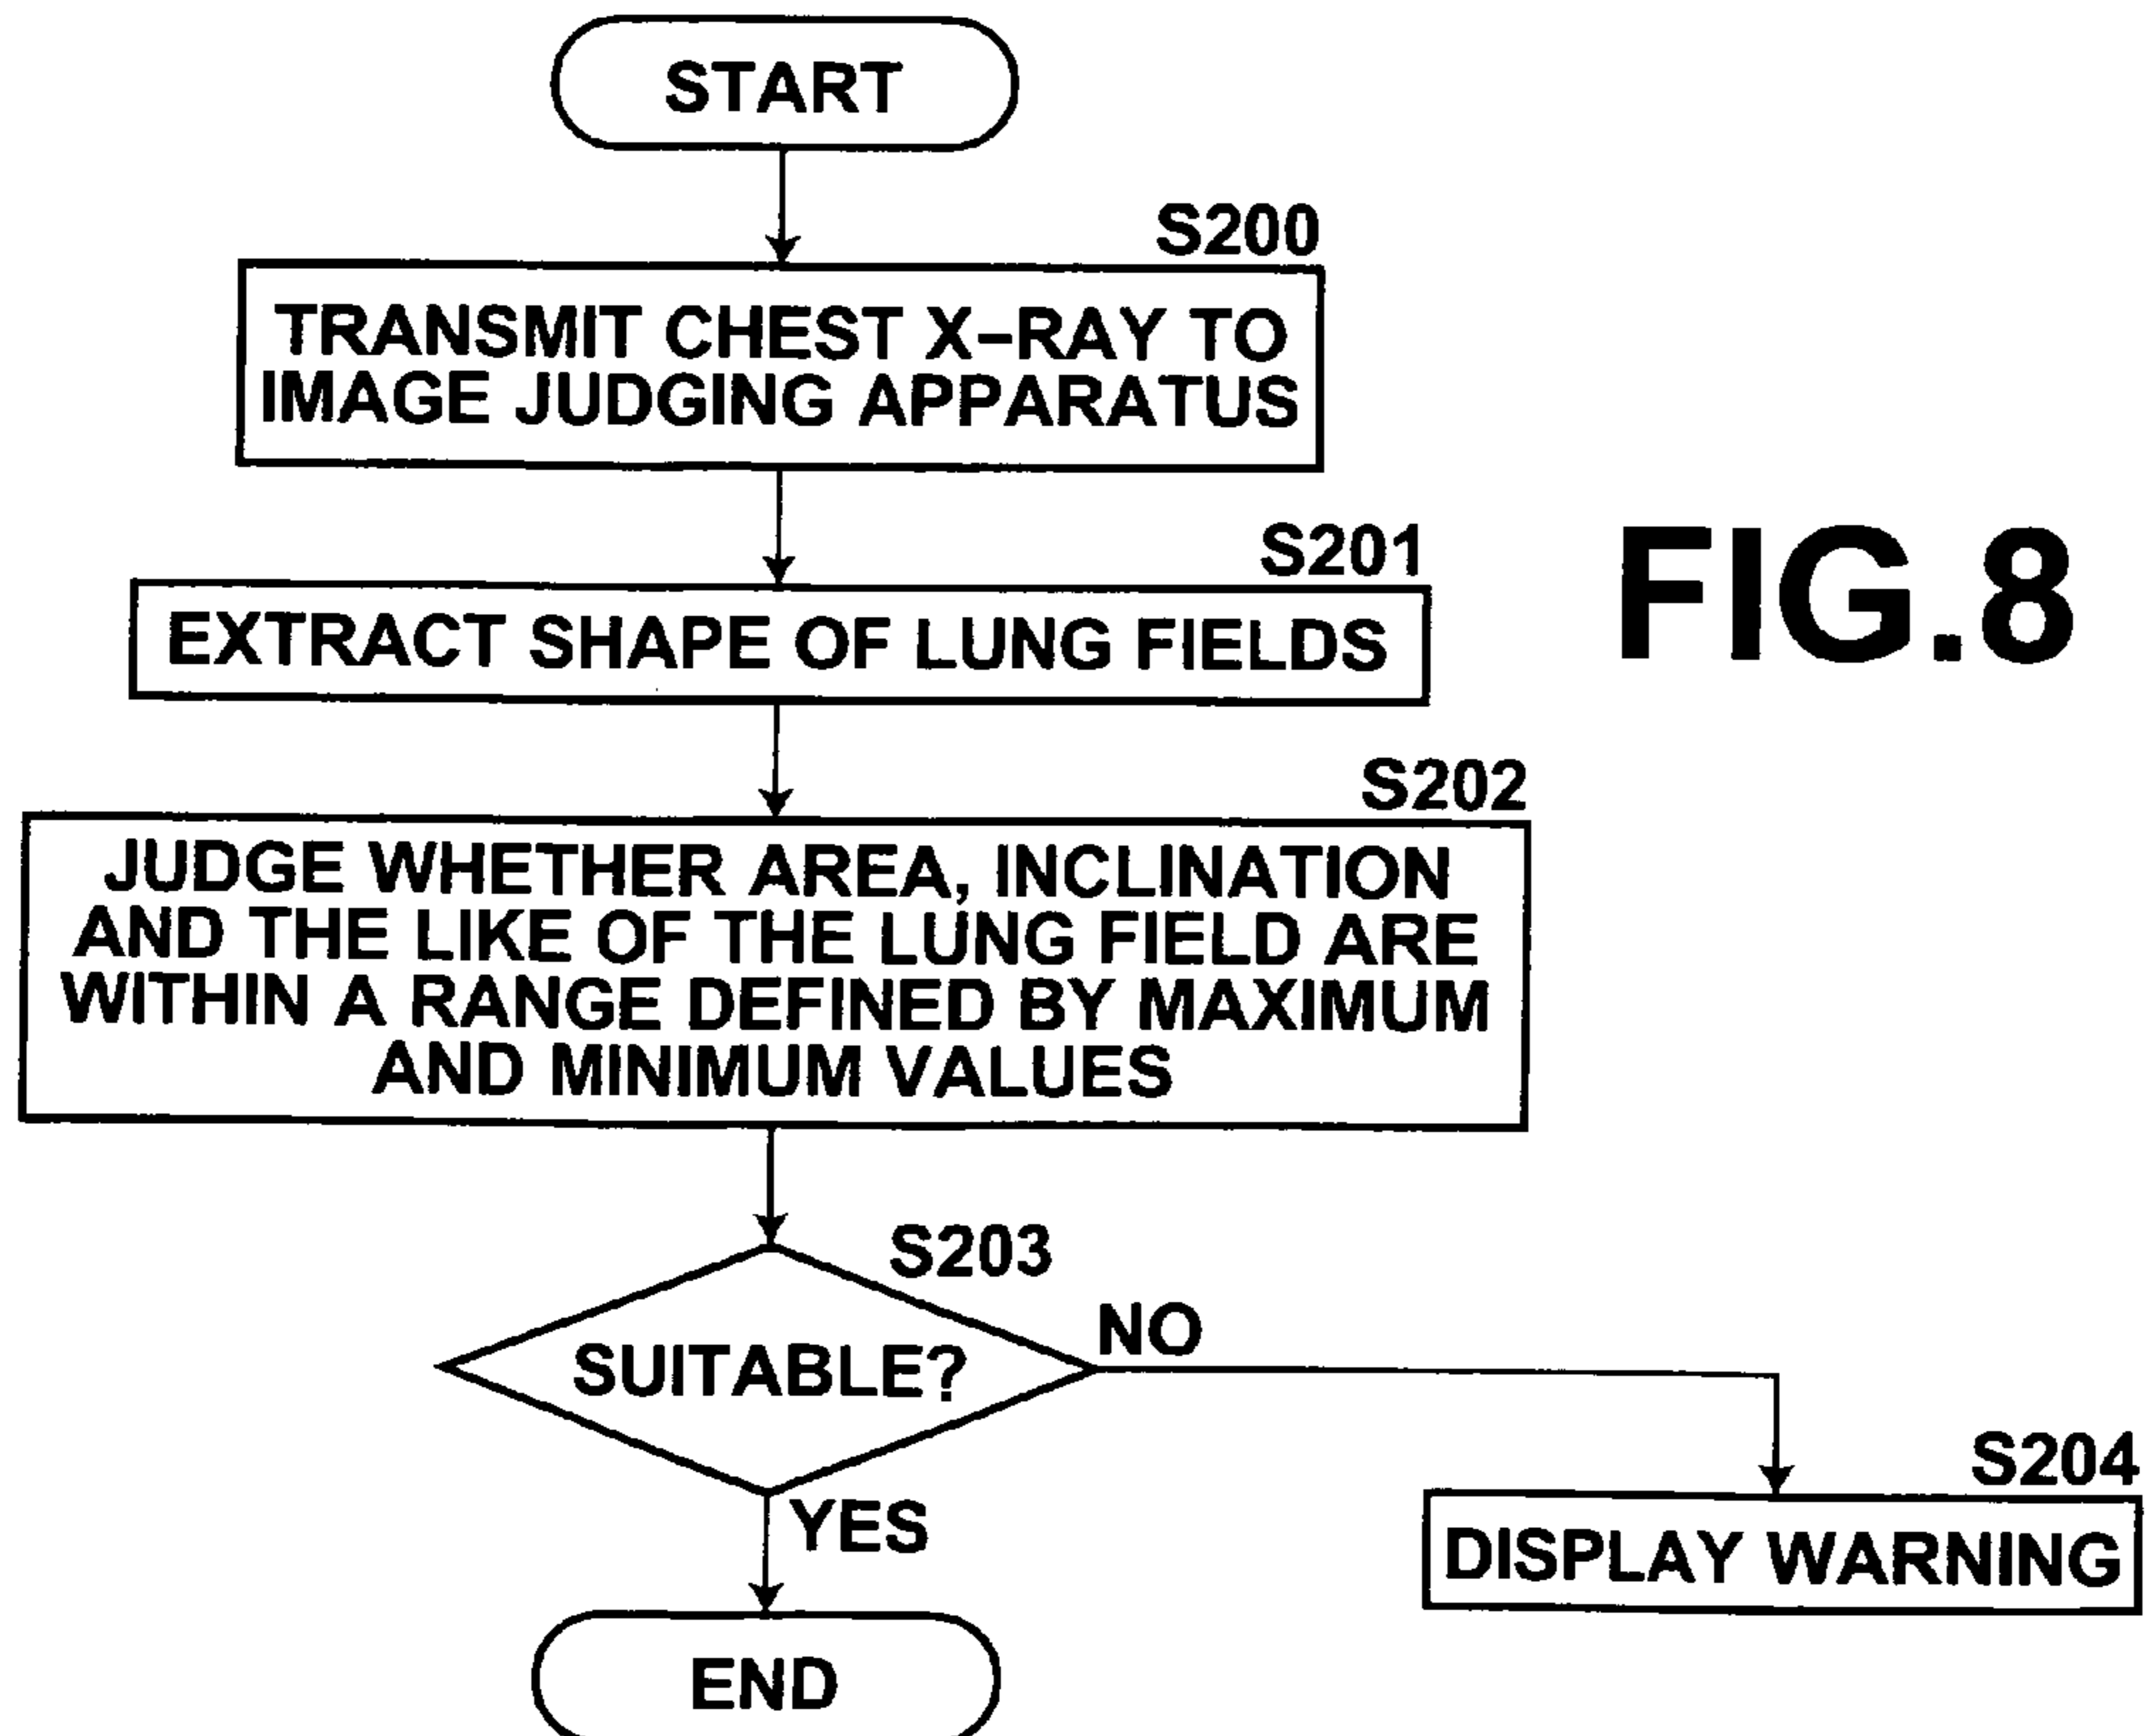 START
S200
TRANSMIT CHEST X-RAY TO
IMAGE JUDGING APPARATUS
S201
EXTRACT SHAPE OF LUNG FIELDS
FIG.8
S202
JUDGE WHETHER AREA, INCLINATION
AND THE LIKE OF THE LUNG FIELD ARE
WITHIN A RANGE DEFINED BY MAXIMUM
AND MINIMUM VALUES
S203
SUITABLE?
NO
YES
S204
DISPLAY WARNING
END